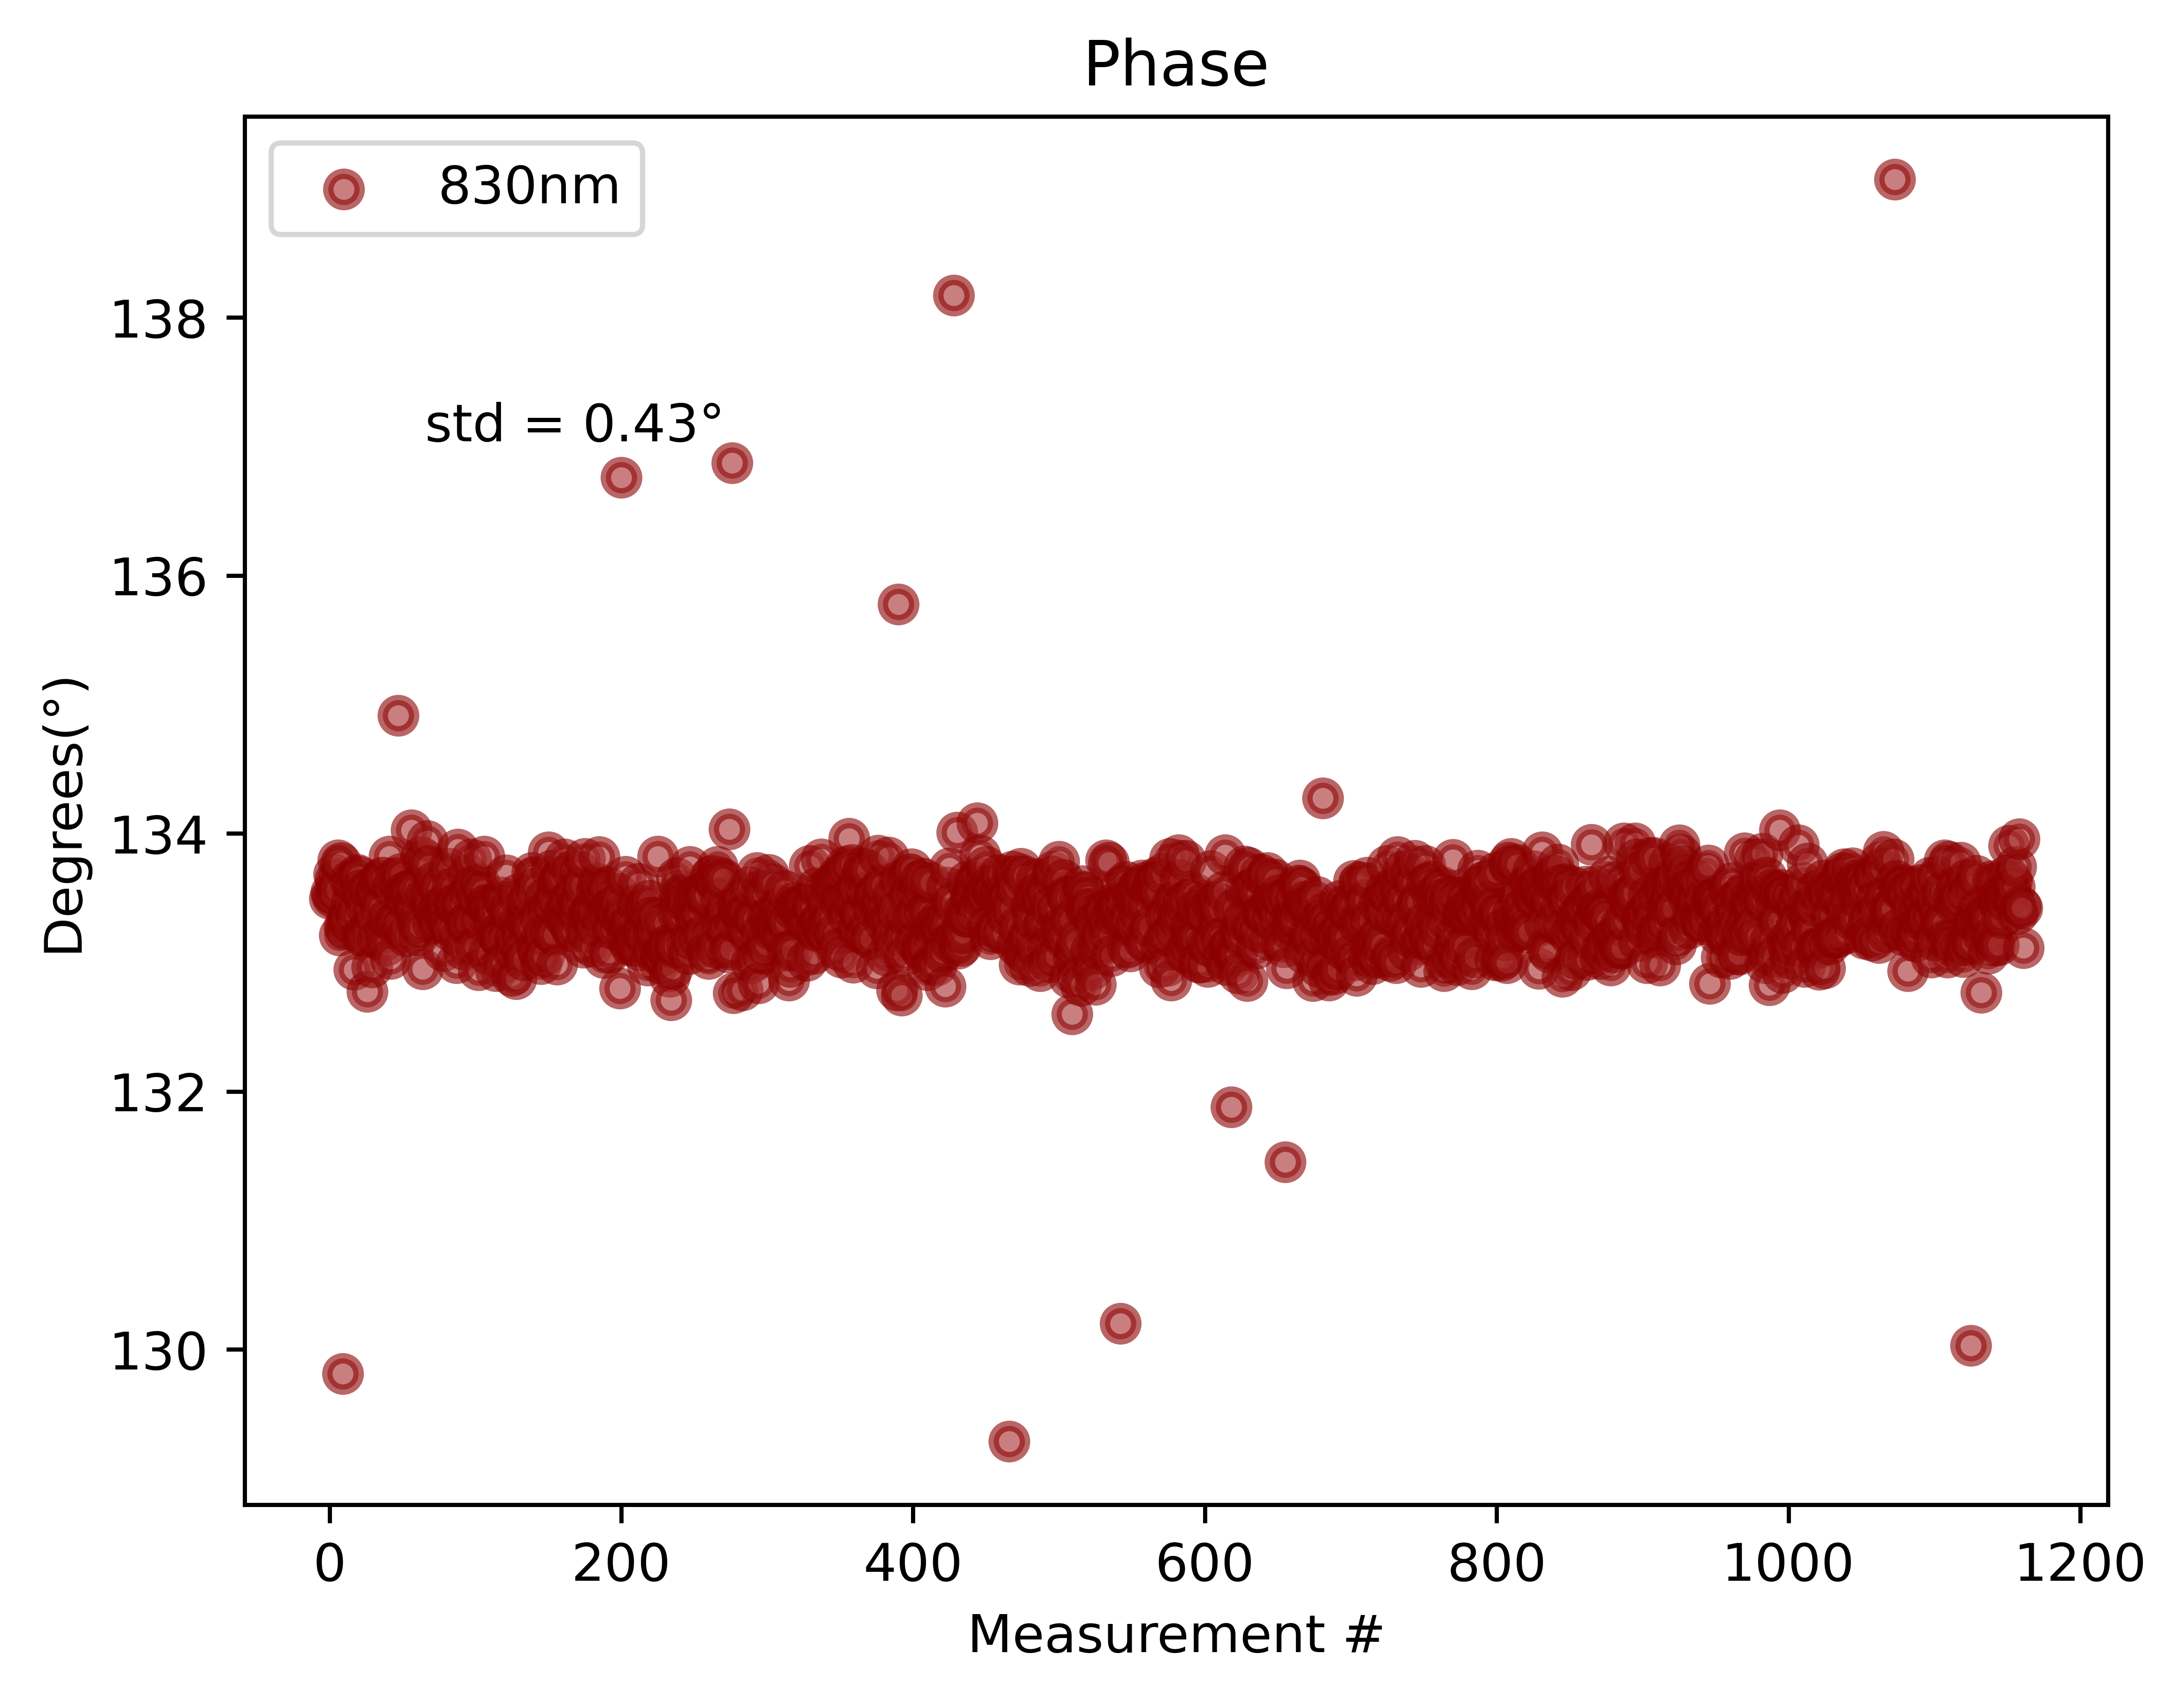 Phase
830nm
std = 0.43°
138
136
134
132
130
Degrees(°)
0 200 400 600 800 1000 1200
Measurement #